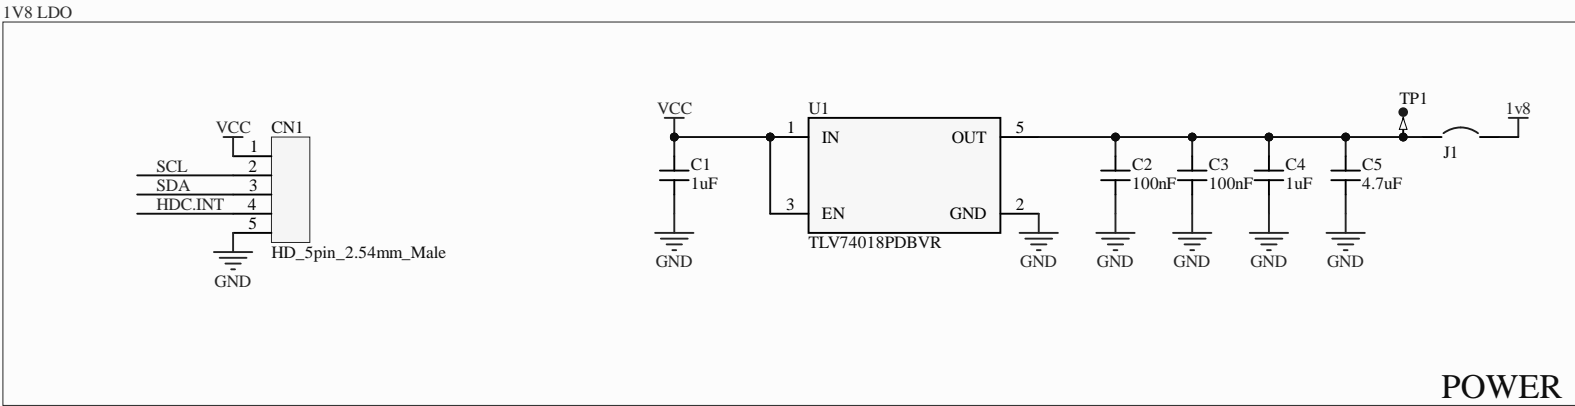 1V8 LDO
VCC
CN1
1
SCL
2
SDA
3
HDC.INT
4
5
HD_5pin_2.54mm_Male
GND
VCC
C1
1uF
GND
U1
1
IN
OUT
5
3
EN
GND
2
TLV74018PDBVR
GND
C2
100nF
GND
C3
100nF
GND
C4
1uF
GND
C5
4.7uF
GND
TP1
J1
1v8
POWER